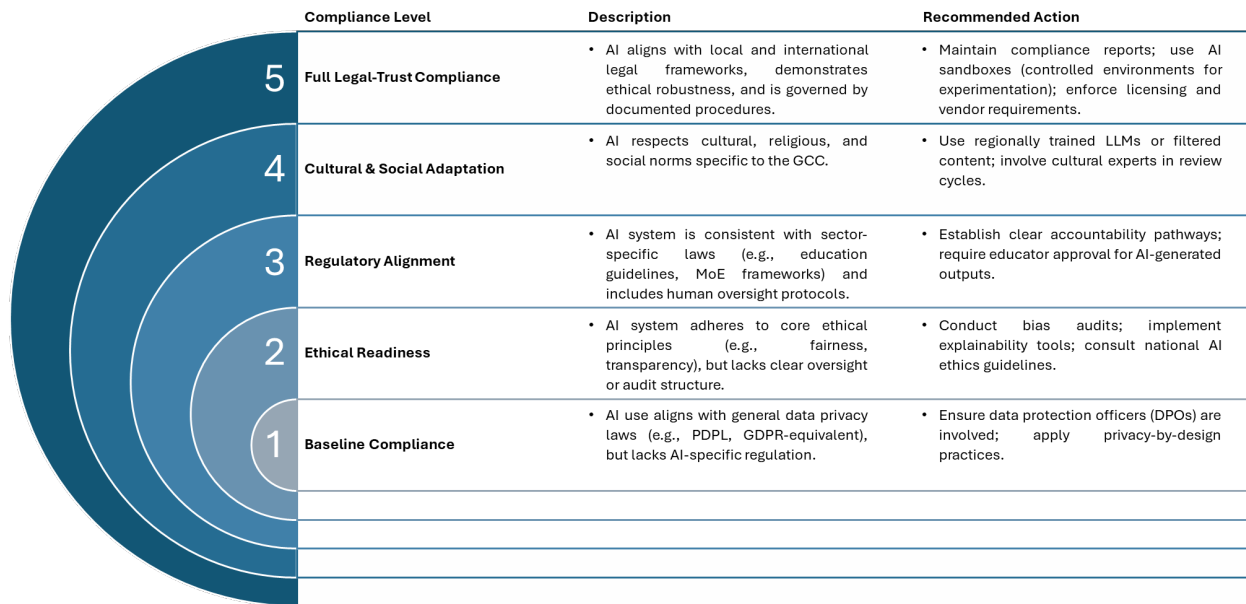 Compliance Level Description Recommended Action
5
Full Legal-Trust Compliance
• AI aligns with local and international
legal frameworks, demonstrates
ethical robustness, and is governed by
documented procedures.
• Maintain compliance reports; use AI
sandboxes (controlled environments for
experimentation); enforce licensing and
vendor requirements.
4
Cultural & Social Adaptation
• AI respects cultural, religious, and
social norms specific to the GCC.
• Use regionally trained LLMs or filtered
content; involve cultural experts in review
cycles.
3
Regulatory Alignment
• AI system is consistent with sector-
specific laws (e.g., education
guidelines, MoE frameworks) and
includes human oversight protocols.
• Establish clear accountability pathways;
require educator approval for AI-generated
outputs.
2
Ethical Readiness
• AI system adheres to core ethical
principles (e.g., fairness,
transparency), but lacks clear oversight
or audit structure.
• Conduct bias audits; implement
explainability tools; consult national AI
ethics guidelines.
1
Baseline Compliance
• AI use aligns with general data privacy
laws (e.g., PDPL, GDPR-equivalent),
but lacks AI-specific regulation.
• Ensure data protection officers (DPOs) are
involved; apply privacy-by-design
practices.